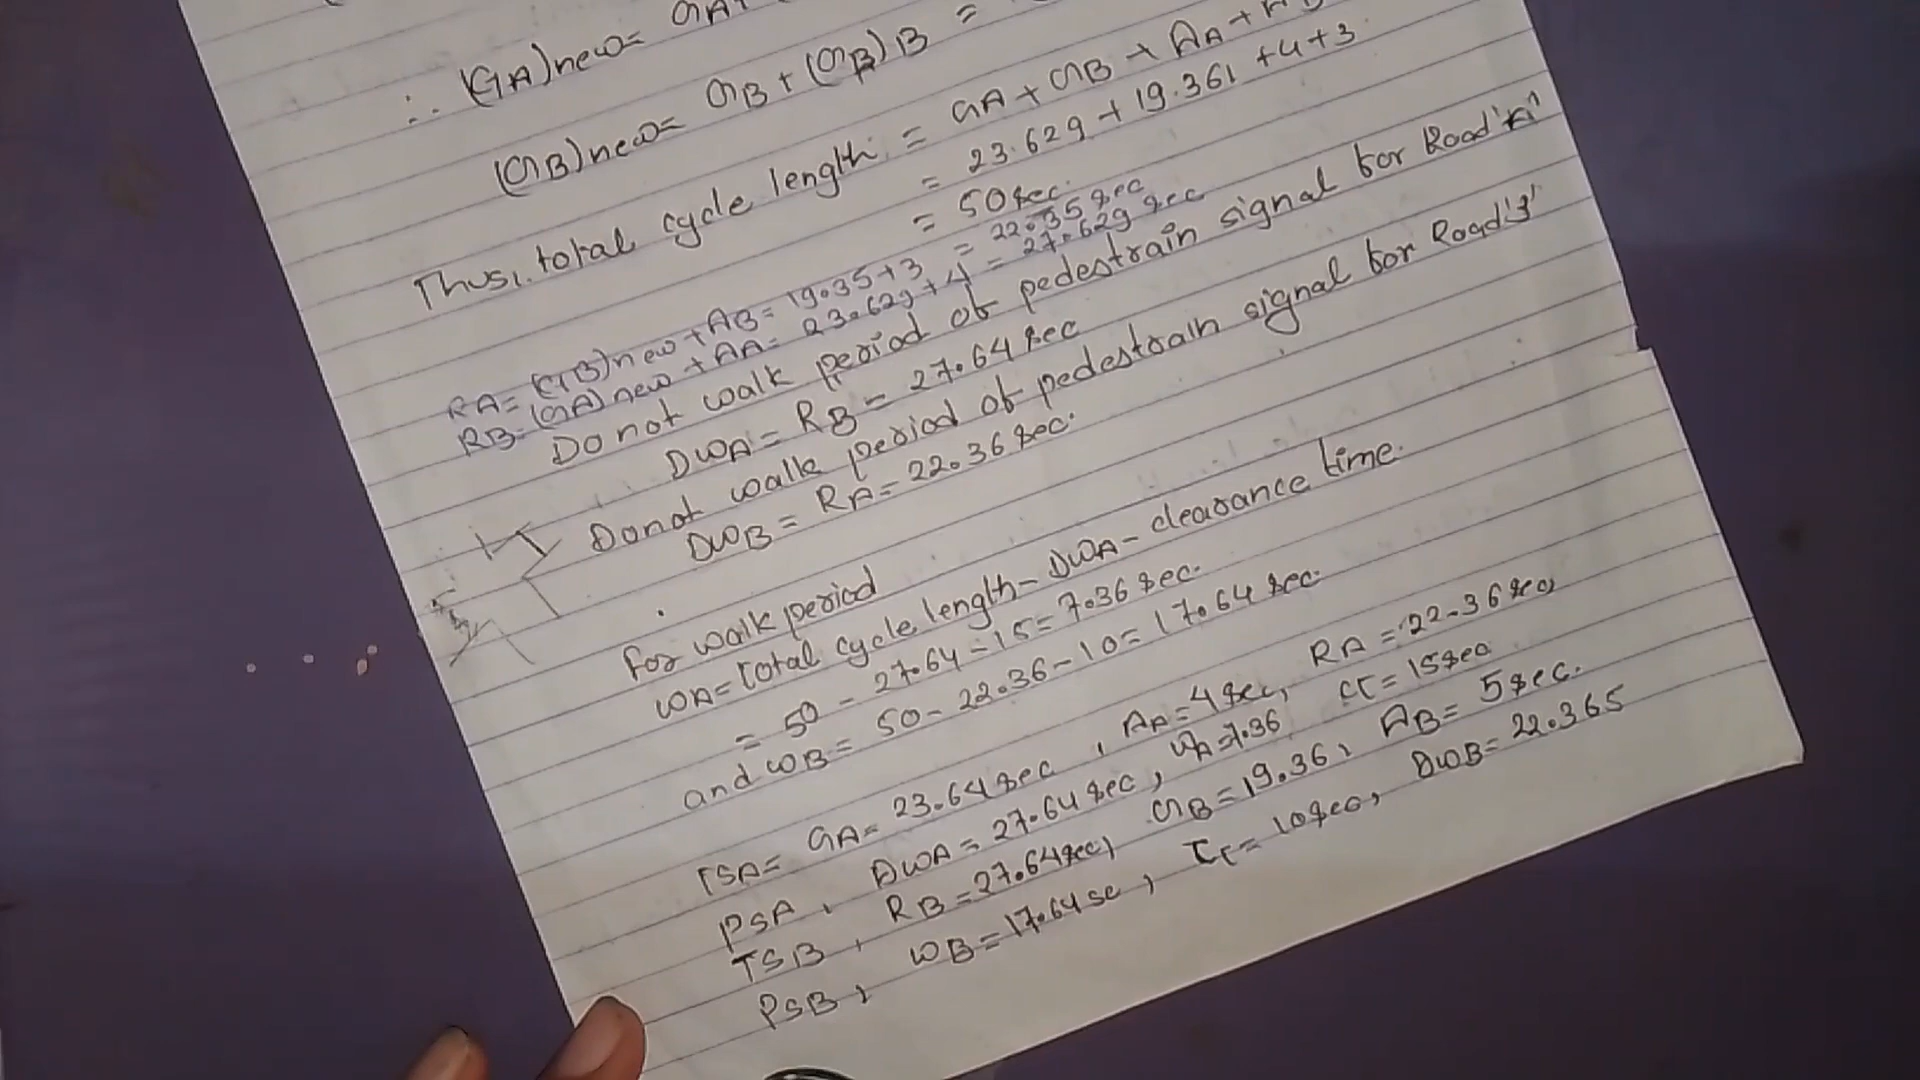 ∴ (GA)new = GA+
(GB)new = GB + (GB)B =
Thus, total cycle length = GA + GB + AA +
= 23.629 + 19.361 + 4 + 3
= 50 sec.
RA = (GB)new + AB = 19.35+3 = 22.35 sec
RB = (GA)new + AA = 23.629 + 4 = 27.629 sec
Do not walk period of pedestrain signal for Road 'A'
DWA = RB = 27.64 sec
Do not walk period of pedestrain signal for Road 'B'
DWB = RA = 22.36 sec.
for walk period
WA = Total cycle length - DWA - clearance time.
= 50 - 27.64 - 15 = 7.36 sec.
and WB = 50 - 22.36 - 10 = 17.64 sec.
TSA = GA = 23.64 sec, AA = 4 sec, RA = 22.36 sec
PSA, DWA = 27.64 sec, WA = 7.36 CT = 15 sec
TSB, RB = 27.64 sec, GB = 19.36, AB = 5 sec.
PSB, WB = 17.64 se, = 10 sec, DWB = 22.365